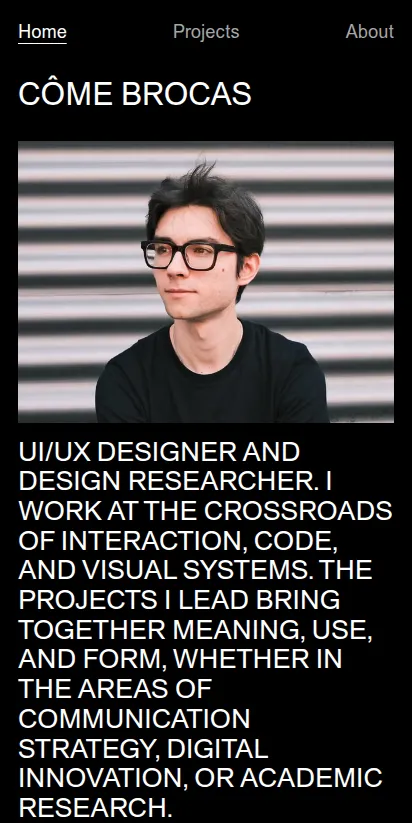 Home
Projects
About
CÔME BROCAS
UI/UX DESIGNER AND
DESIGN RESEARCHER. I
WORK AT THE CROSSROADS
OF INTERACTION, CODE,
AND VISUAL SYSTEMS. THE
PROJECTS I LEAD BRING
TOGETHER MEANING, USE,
AND FORM, WHETHER IN
THE AREAS OF
COMMUNICATION
STRATEGY, DIGITAL
INNOVATION, OR ACADEMIC
RESEARCH.